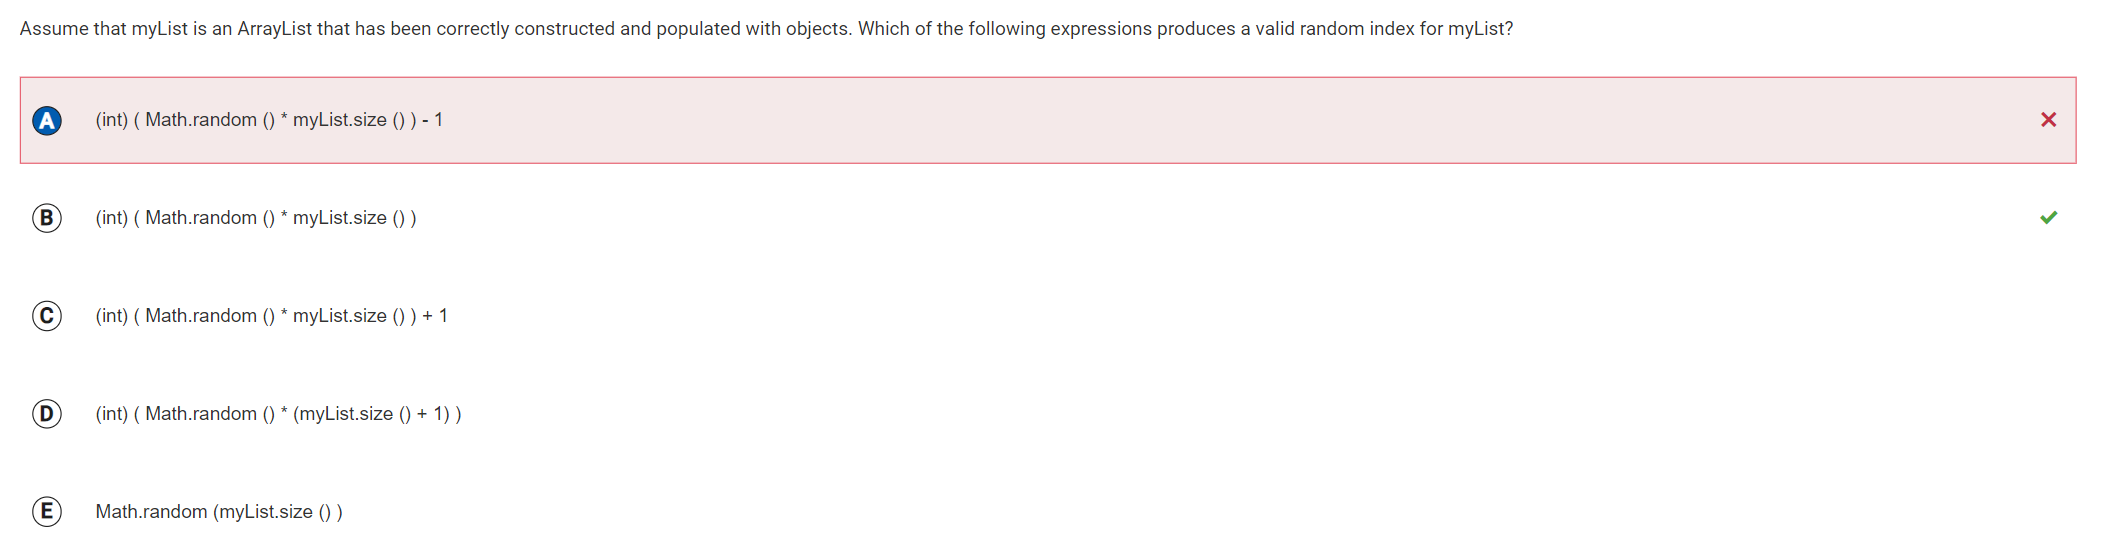 Assume that myList is an ArrayList that has been correctly constructed and populated with objects. Which of the following expressions produces a valid random index for myList?
A (int) ( Math.random () * myList.size () ) - 1
B (int) ( Math.random () * myList.size () )
C (int) ( Math.random () * myList.size () ) + 1
D (int) ( Math.random () * (myList.size () + 1) )
E Math.random (myList.size () )